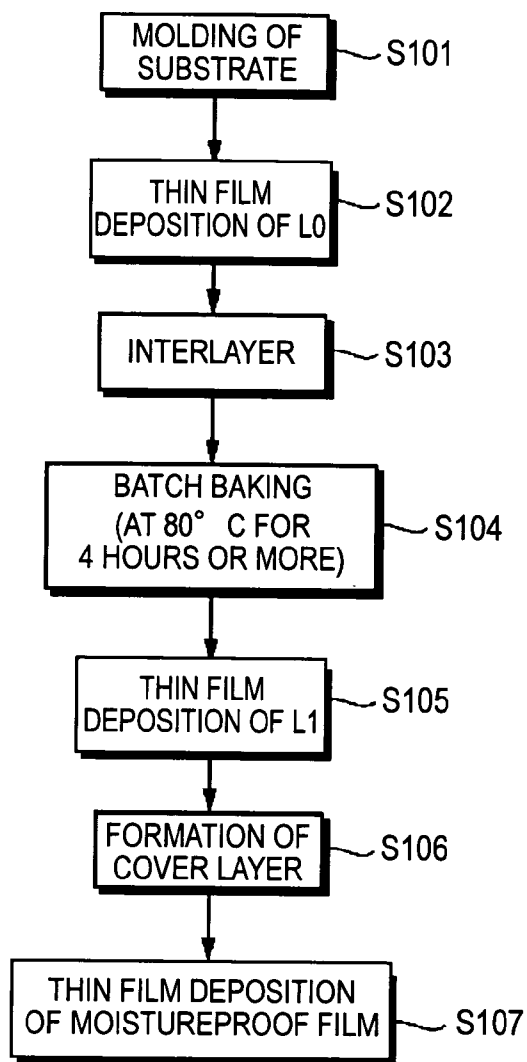 MOLDING OF
SUBSTRATE
S101
THIN FILM
DEPOSITION OF L0
S102
INTERLAYER
S103
BATCH BAKING
(AT 80° C FOR
4 HOURS OR MORE)
S104
THIN FILM
DEPOSITION OF L1
S105
FORMATION OF
COVER LAYER
S106
THIN FILM DEPOSITION
OF MOISTUREPROOF FILM
S107